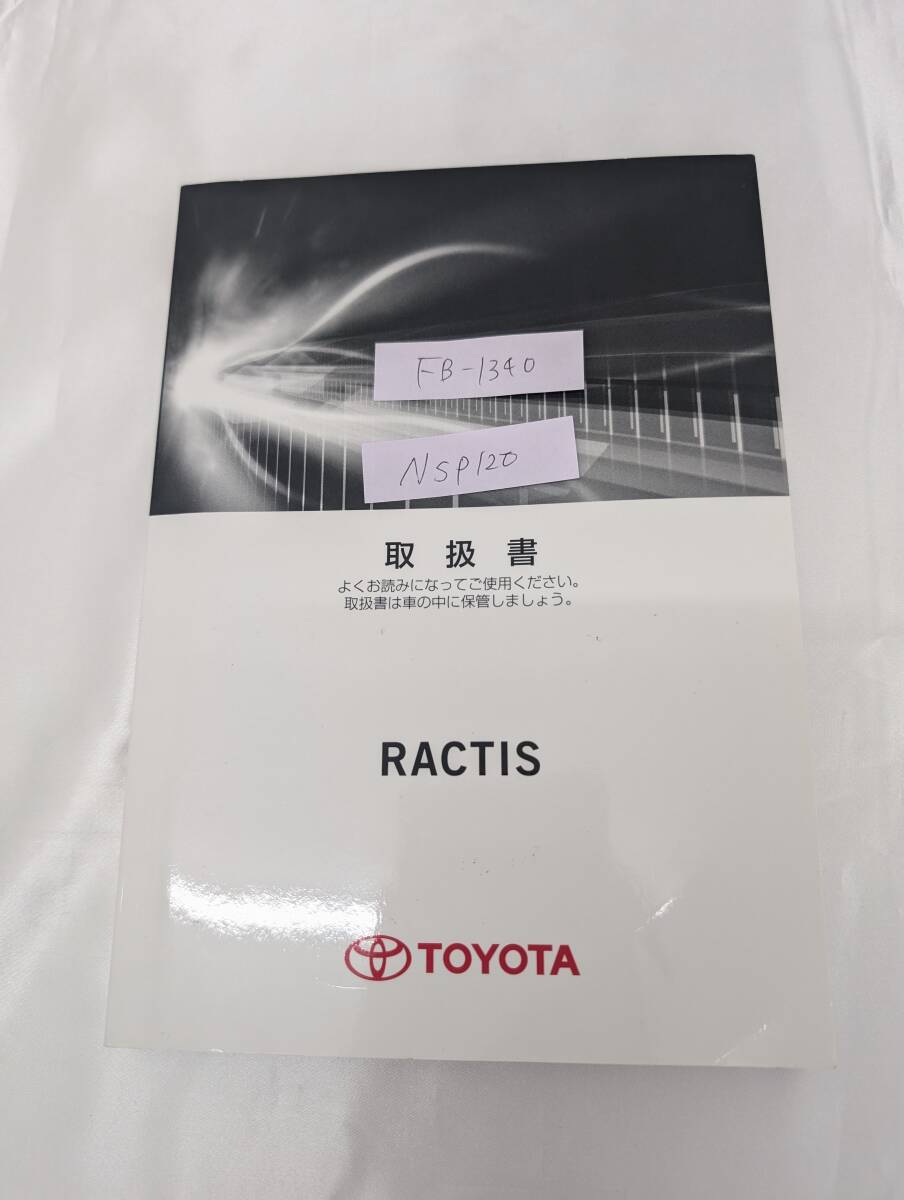 FB-1340
NSP120
取扱書
よくお読みになってご使用ください。
取扱書は車の中に保管しましょう。
RACTIS
TOYOTA